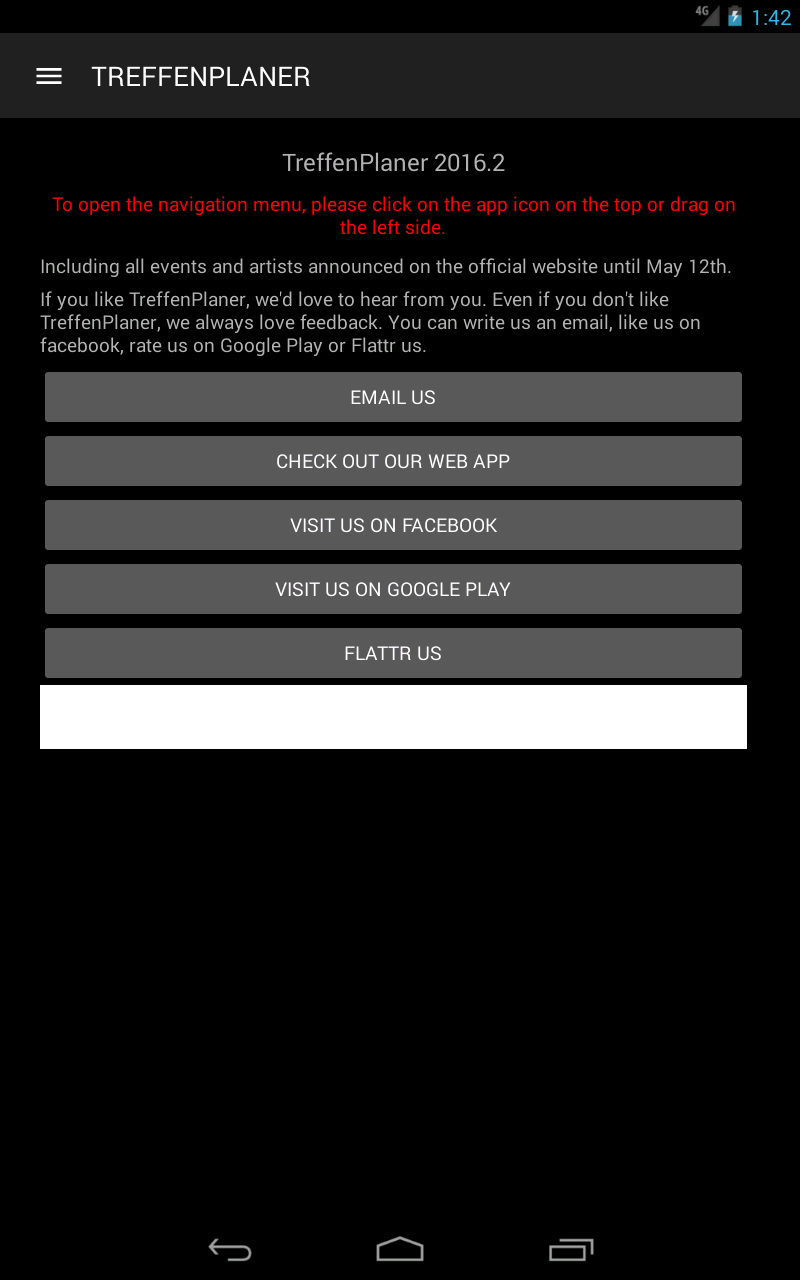 4G 1:42
TREFFENPLANER
TreffenPlaner 2016.2
To open the navigation menu, please click on the app icon on the top or drag on
the left side.
Including all events and artists announced on the official website until May 12th.
If you like TreffenPlaner, we'd love to hear from you. Even if you don't like
TreffenPlaner, we always love feedback. You can write us an email, like us on
facebook, rate us on Google Play or Flattr us.
EMAIL US
CHECK OUT OUR WEB APP
VISIT US ON FACEBOOK
VISIT US ON GOOGLE PLAY
FLATTR US